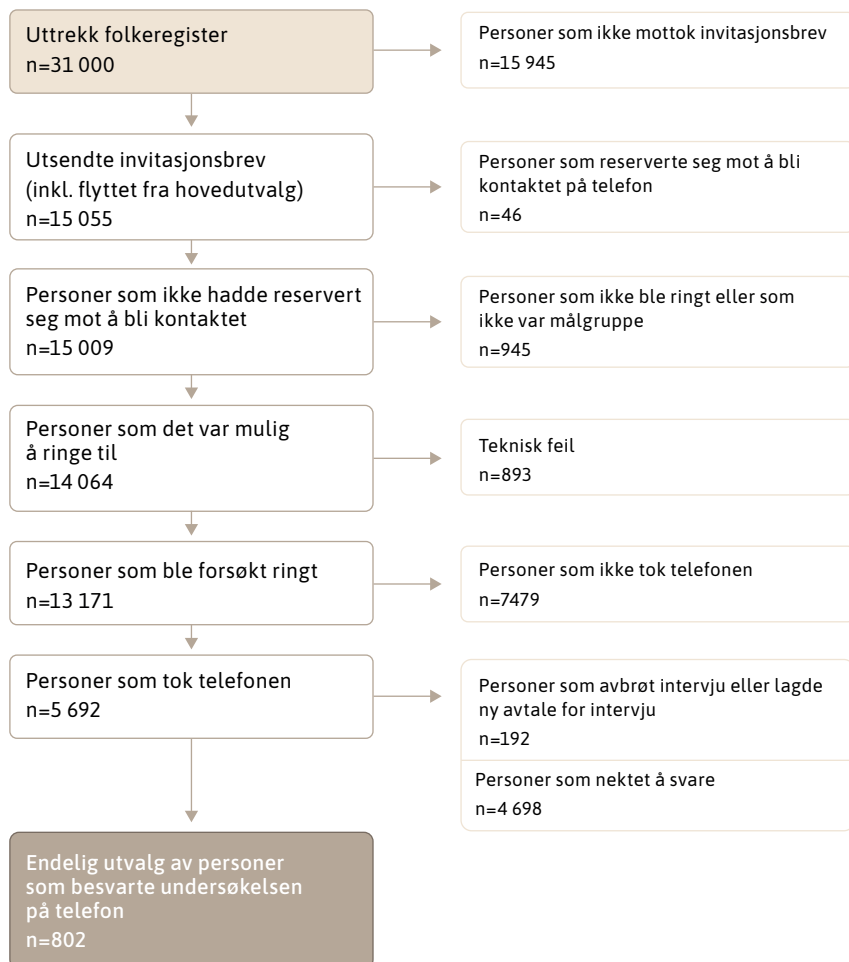 Uttrekk folkeregister
n=31 000
Personer som ikke mottok invitasjonsbrev
n=15 945
Utsendte invitasjonsbrev
(inkl. flyttet fra hovedutvalg)
n=15 055
Personer som reserverte seg mot å bli
kontaktet på telefon
n=46
Personer som ikke hadde reservert
seg mot å bli kontaktet
n=15 009
Personer som ikke ble ringt eller som
ikke var målgruppe
n=945
Personer som det var mulig
å ringe til
n=14 064
Teknisk feil
n=893
Personer som ble forsøkt ringt
n=13 171
Personer som ikke tok telefonen
n=7479
Personer som tok telefonen
n=5 692
Personer som avbrøt intervju eller lagde
ny avtale for intervju
n=192
Personer som nektet å svare
n=4 698
Endelig utvalg av personer
som besvarte undersøkelsen
på telefon
n=802